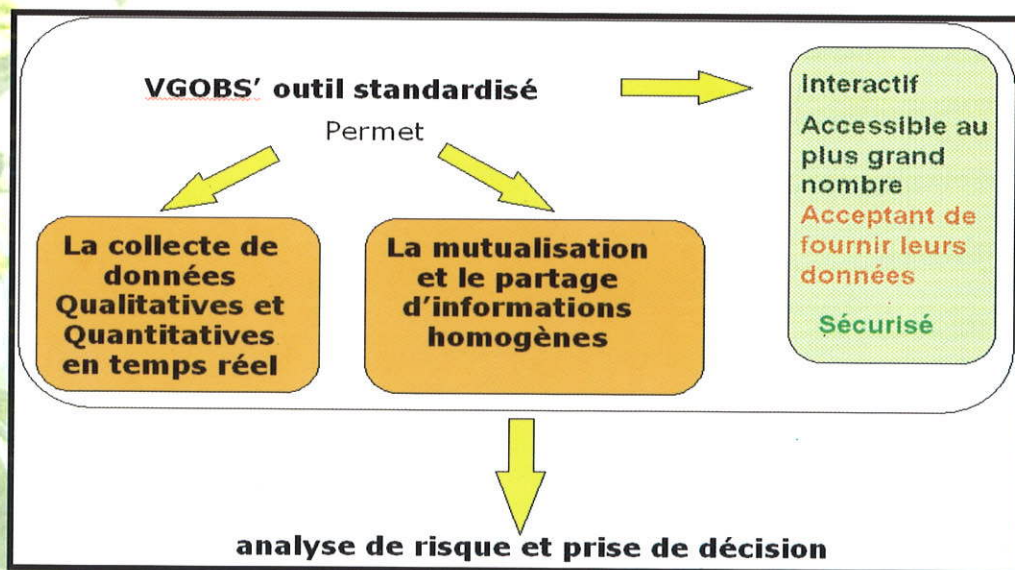 VGOBS' outil standardisé
Permet
La collecte de
données
Qualitatives et
Quantitatives
en temps réel
La mutualisation
et le partage
d'informations
homogènes
Interactif
Accessible au
plus grand
nombre
Acceptant de
fournir leurs
données
Sécurisé
analyse de risque et prise de décision